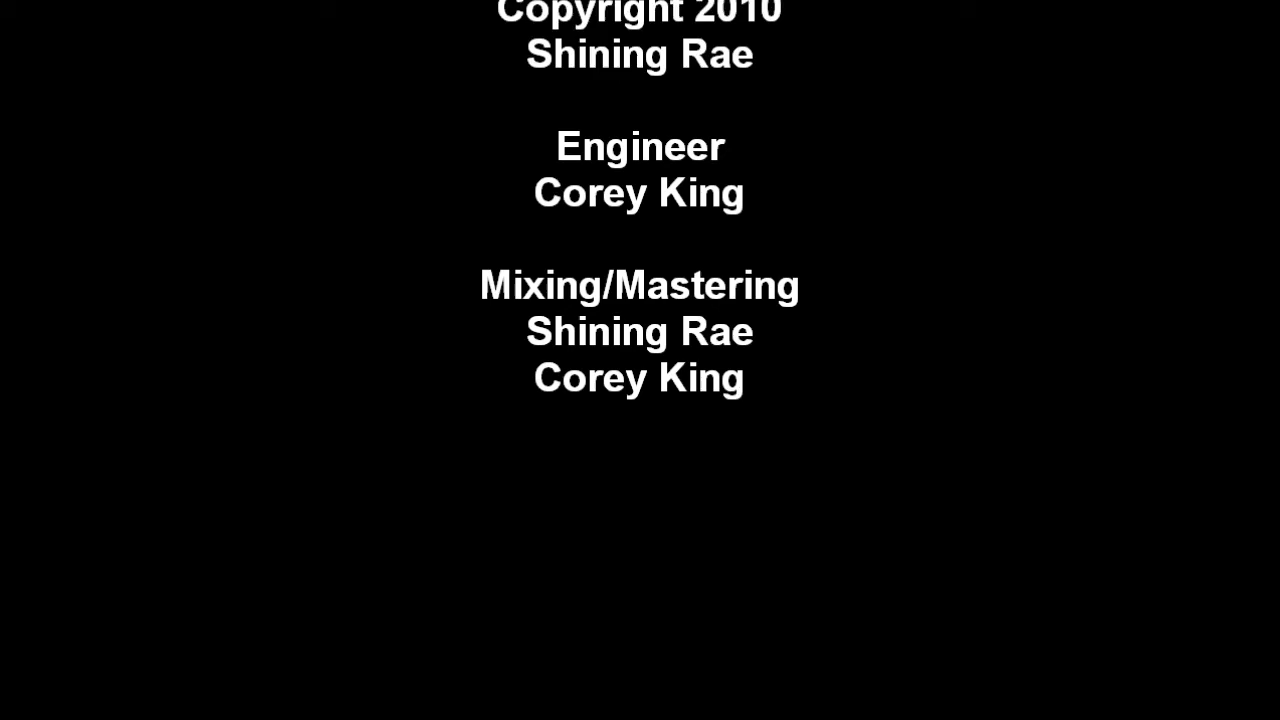 Copyright 2010
Shining Rae
Engineer
Corey King
Mixing/Mastering
Shining Rae
Corey King